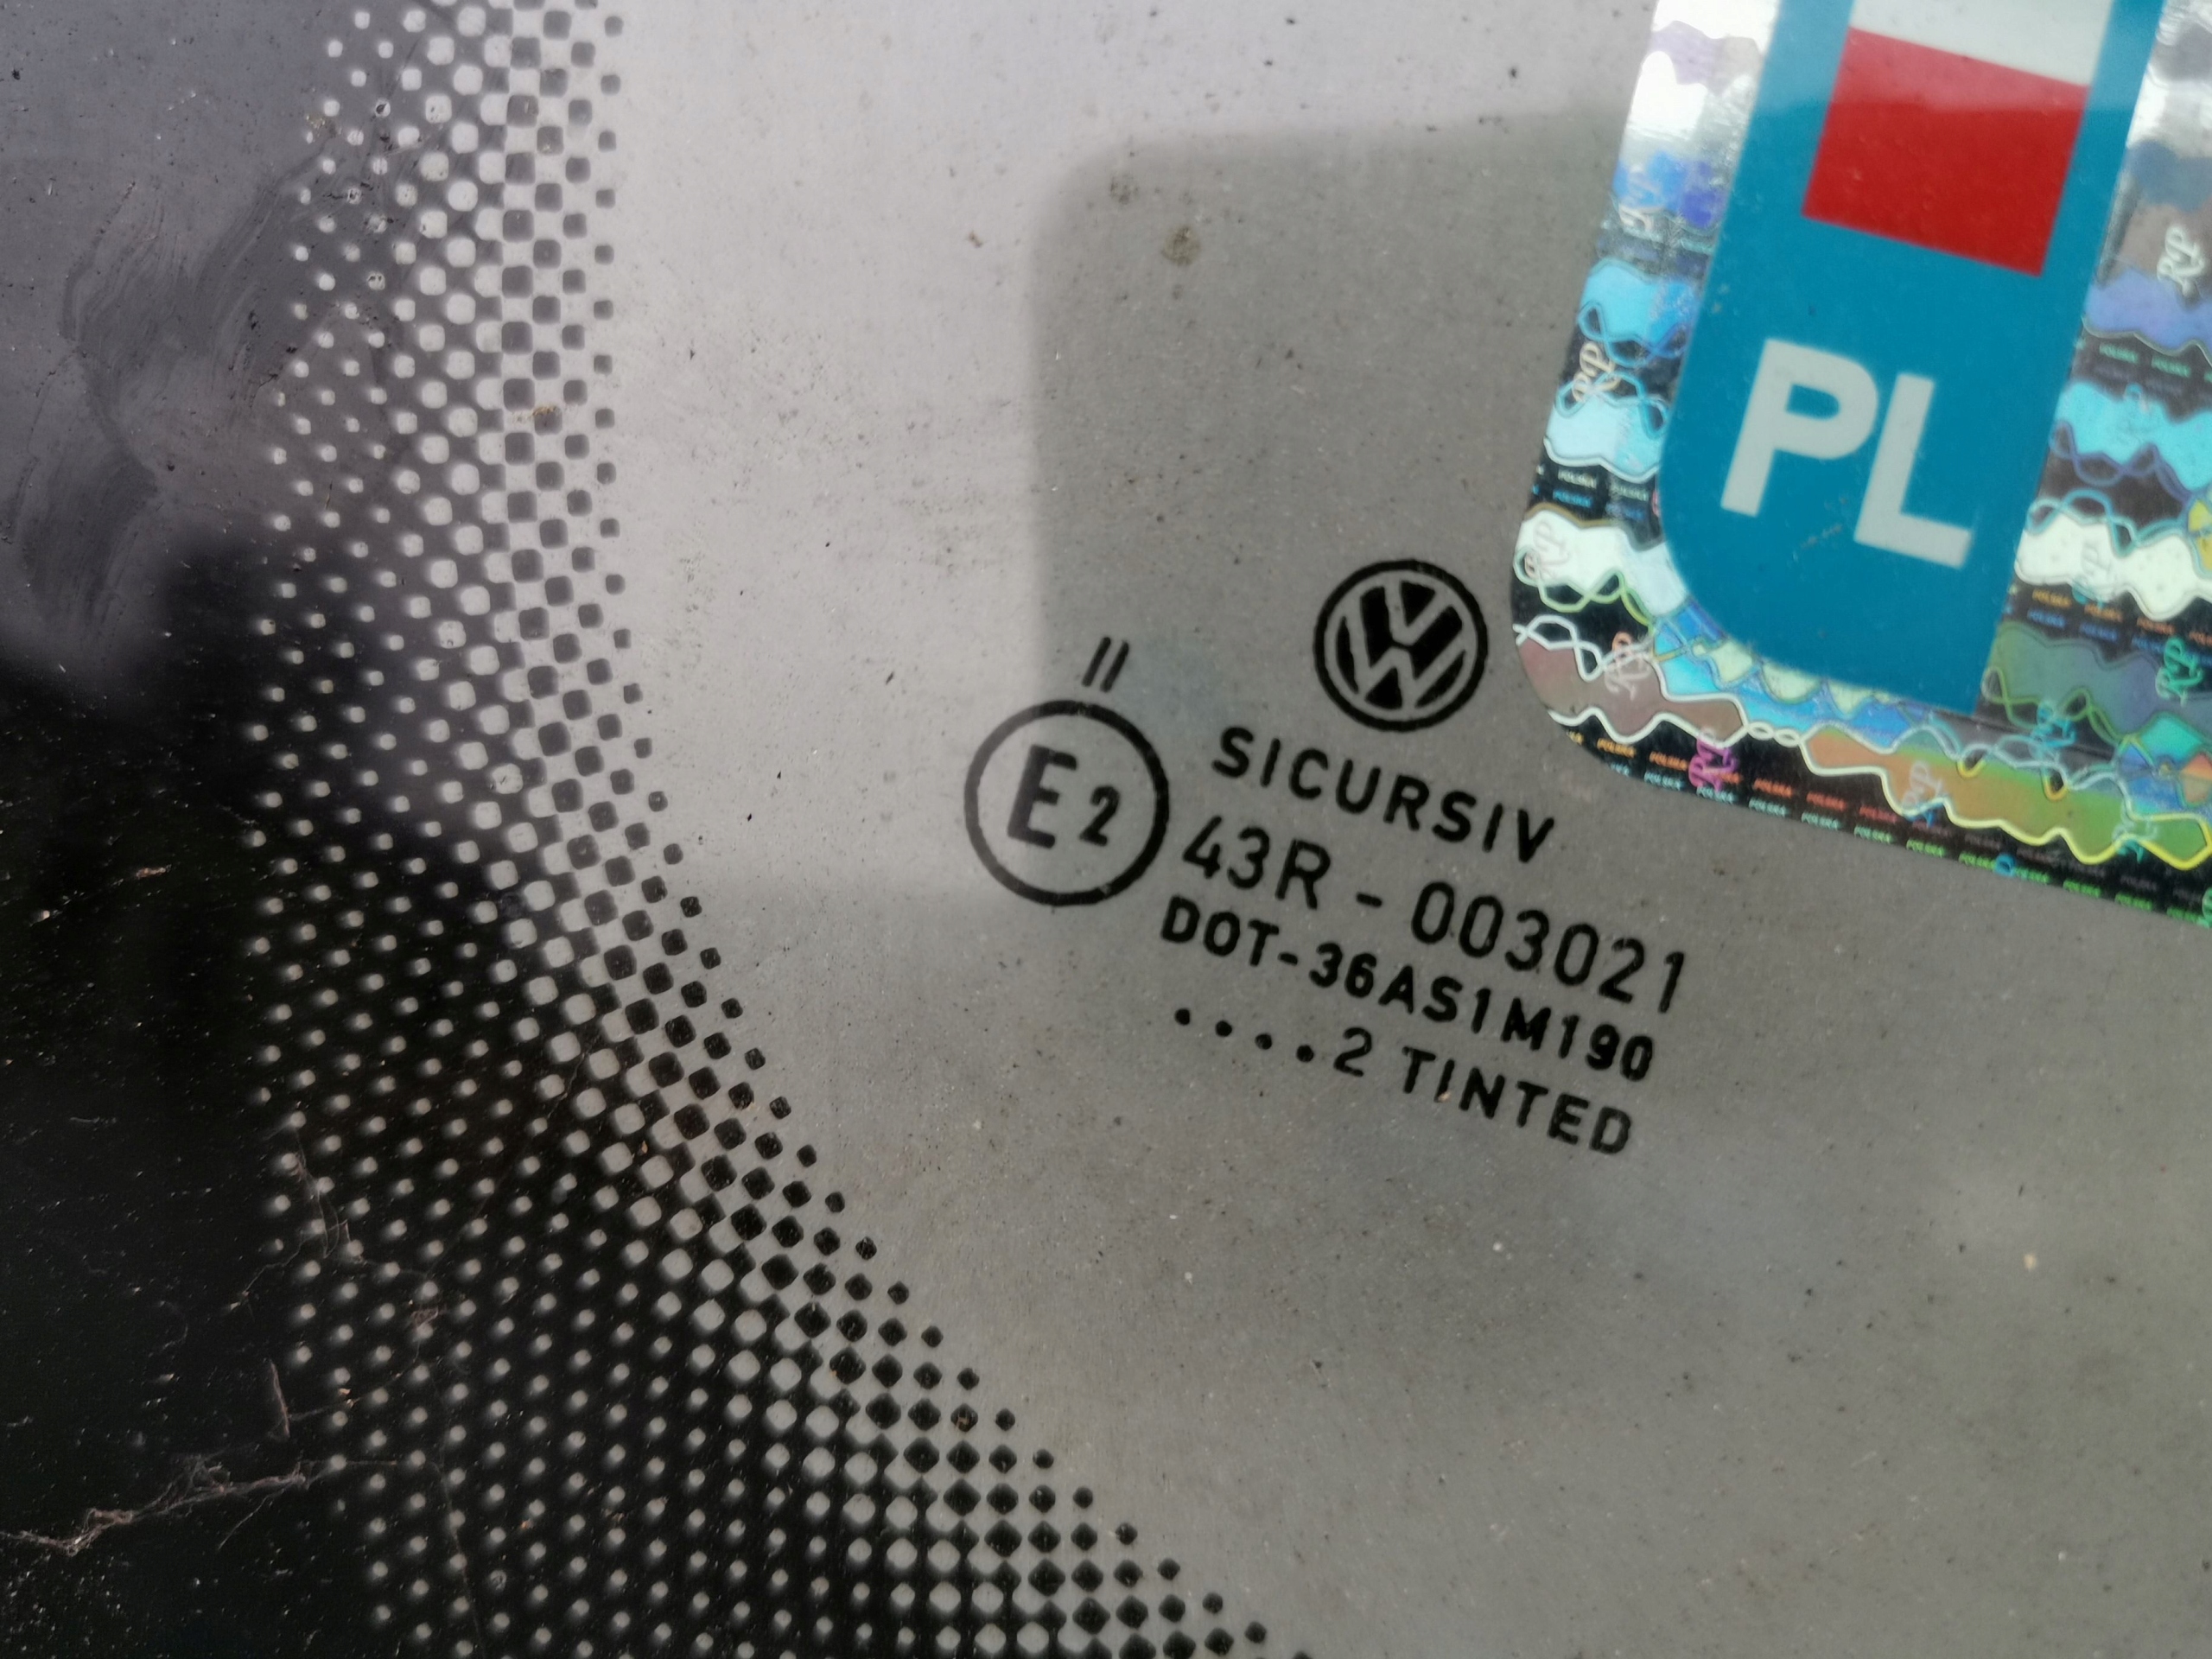 PL
II
E2
SICURSIV
43R - 003021
DOT-36AS1M190
....2 TINTED